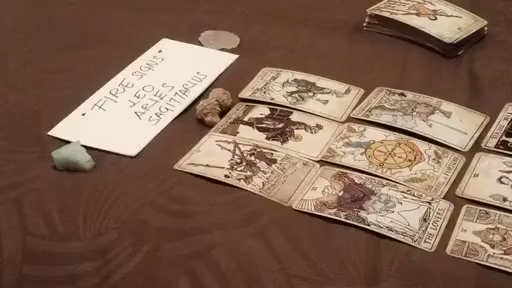 FIRE SIGNS
LEO
ARIES
SAGITTARIUS
THE LOVERS